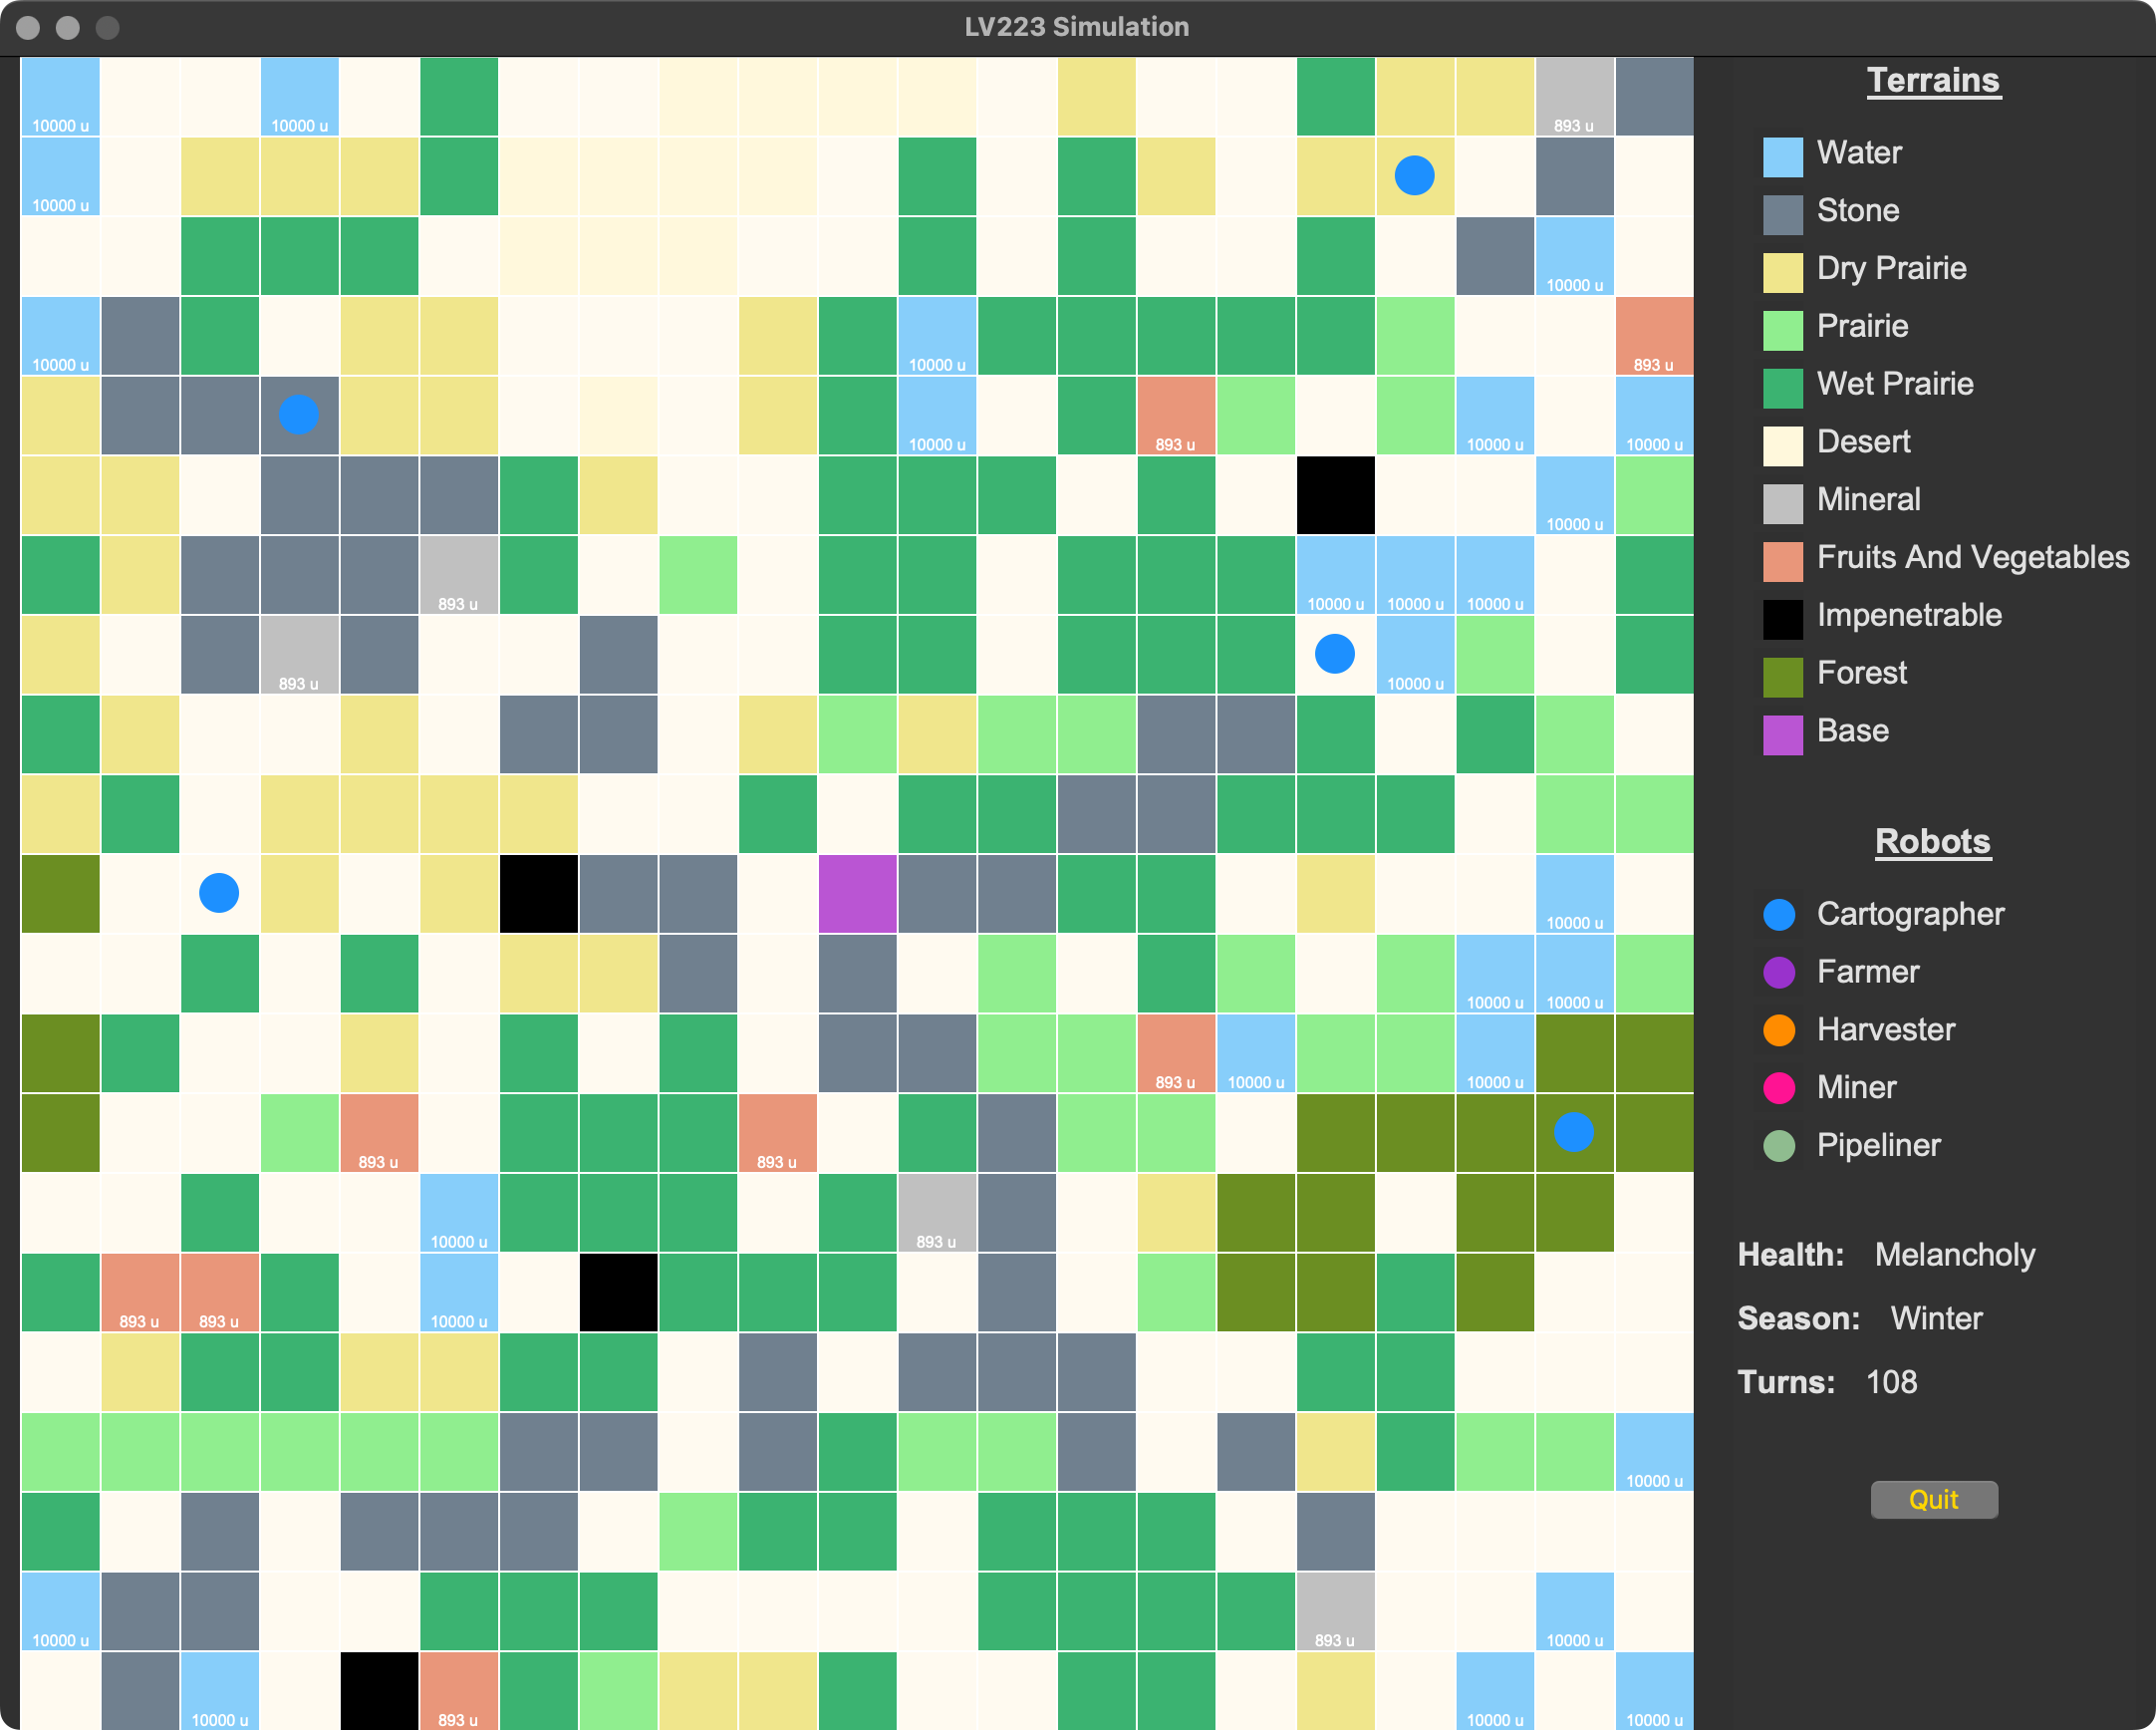 LV223 Simulation
10000 u 10000 u 893 u
10000 u
10000 u
10000 u 10000 u 893 u
10000 u 893 u 10000 u 10000 u
10000 u
893 u 10000 u 10000 u 10000 u
893 u 10000 u
10000 u
10000 u 10000 u
893 u 10000 u 10000 u
893 u 893 u
10000 u 893 u
893 u 893 u 10000 u
10000 u
10000 u 893 u 10000 u
10000 u 893 u 10000 u 10000 u
Terrains
Water
Stone
Dry Prairie
Prairie
Wet Prairie
Desert
Mineral
Fruits And Vegetables
Impenetrable
Forest
Base
Robots
Cartographer
Farmer
Harvester
Miner
Pipeliner
Health: Melancholy
Season: Winter
Turns: 108
Quit